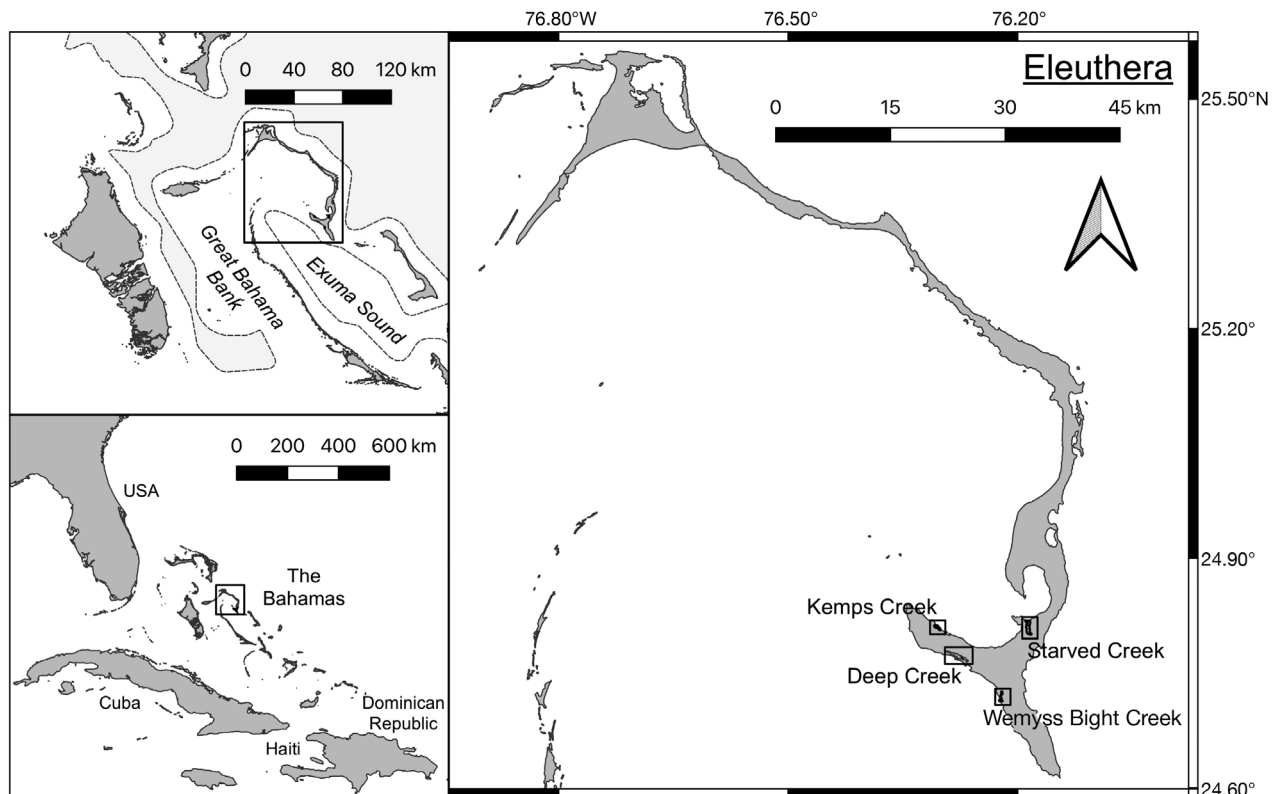 76.80°W 76.50° 76.20°
Eleuthera
0 15 30 45 km
25.50°N
25.20°
24.90°
24.60°
Kemps Creek
Starved Creek
Deep Creek
Wemyss Bight Creek
0 40 80 120 km
Great Bahama
Bank
Exuma Sound
0 200 400 600 km
USA
The
Bahamas
Cuba
Dominican
Republic
Haiti